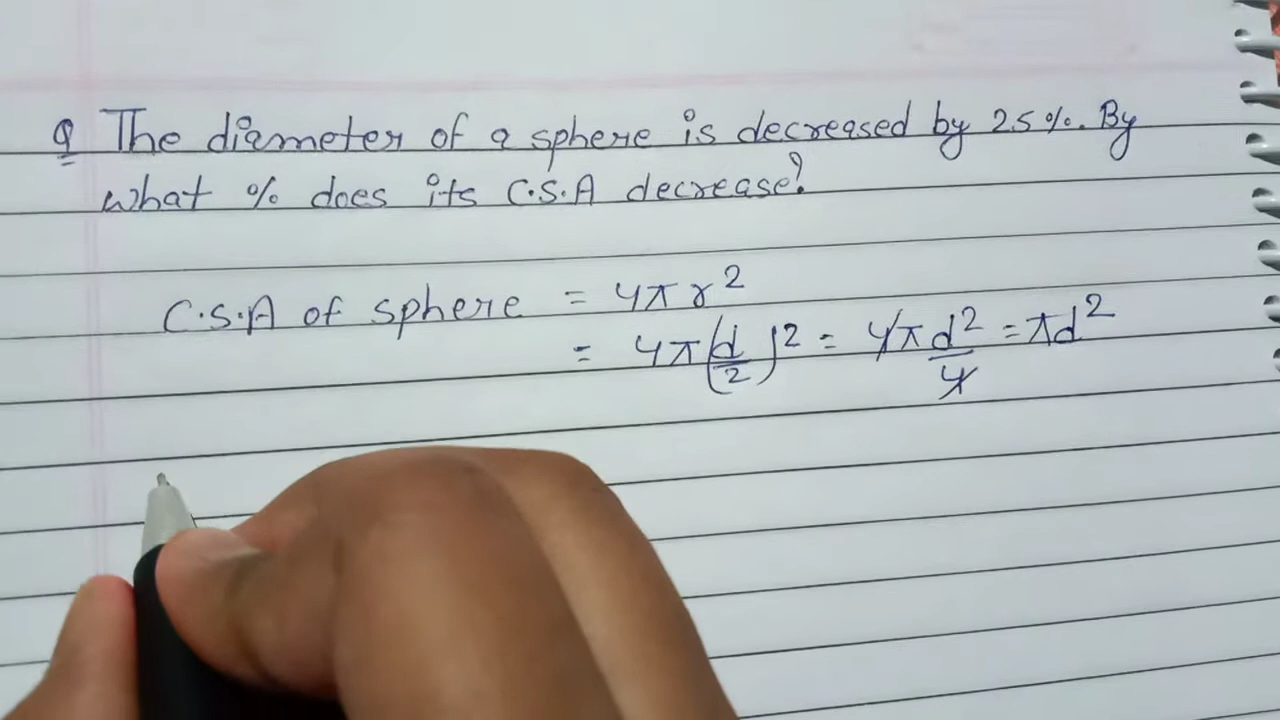 Q The diameter of a sphere is decreased by 25%. By
what % does its C.S.A decrease?
C.S.A of sphere = 4πr²
= 4π(d/2)² = 4πd²/4 = πd²